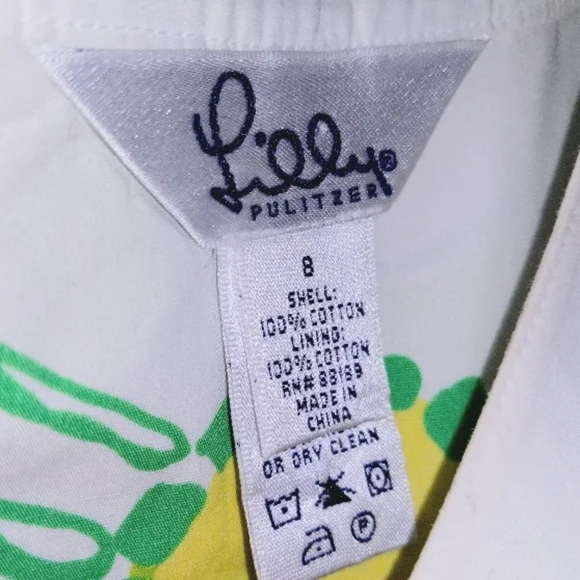 Lilly®
PULITZER
8
SHELL:
100% COTTON
LINING:
100% COTTON
RN# 88189
MADE IN
CHINA
OR DRY CLEAN
P